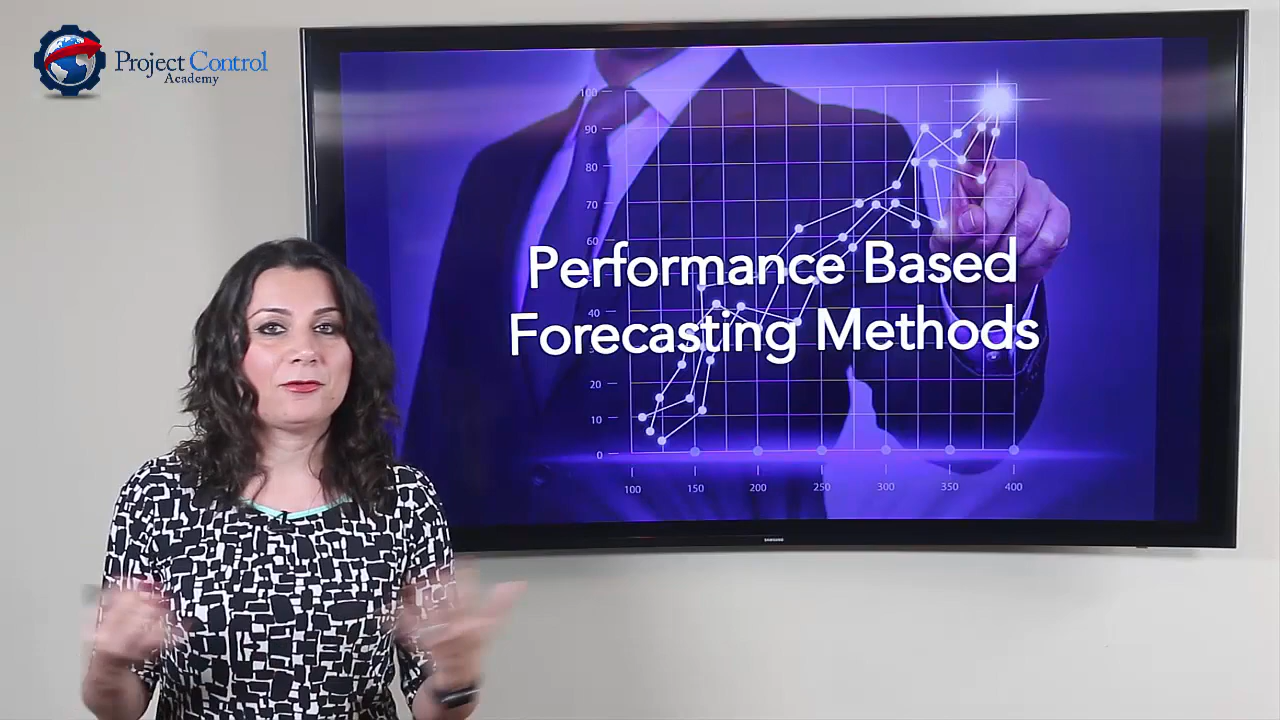 Project Control
Academy
100
90
80
70
60
Performance Based
40
Forecasting Methods
20
10
0
100 150 200 250 300 350 400
SAMSUNG